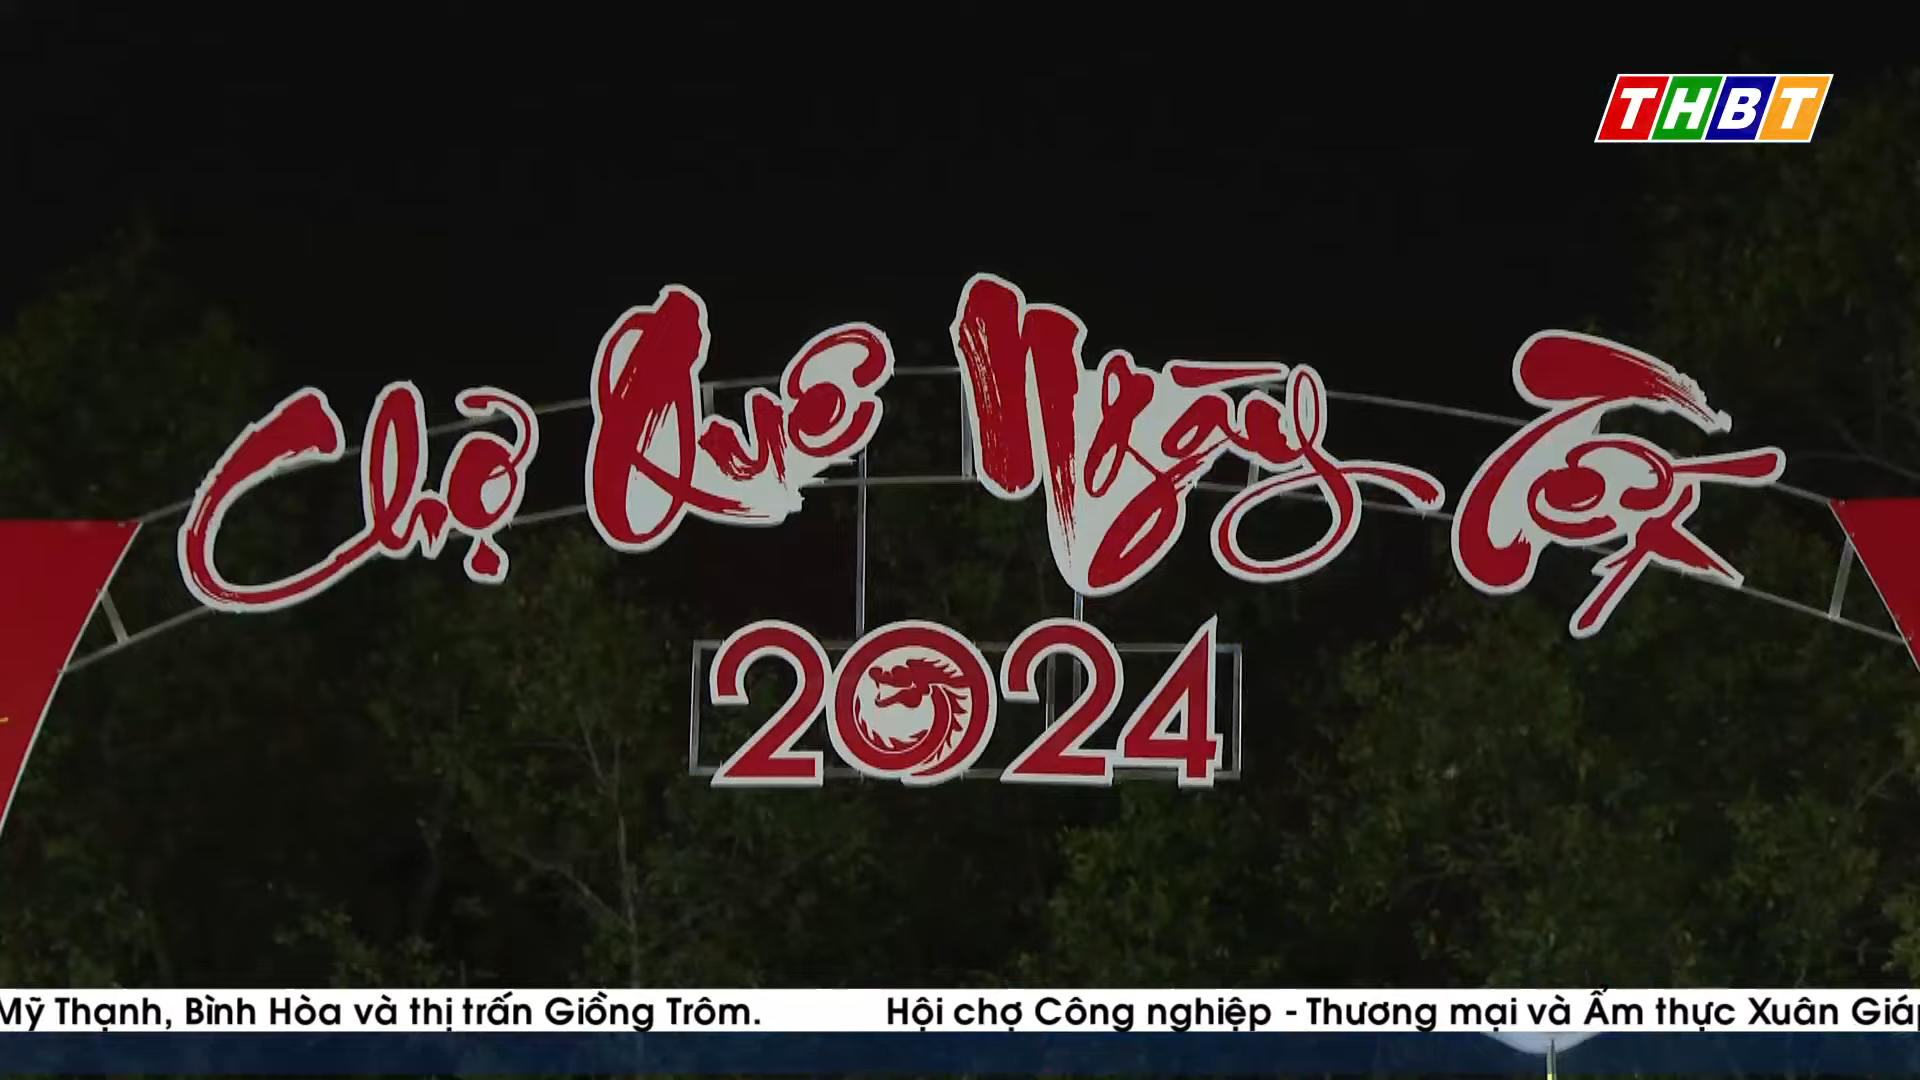 THBT
Chợ Quê Ngày Tết
2024
Mỹ Thạnh, Bình Hòa và thị trấn Giồng Trôm. Hội chợ Công nghiệp - Thương mại và Ẩm thực Xuân Giáp